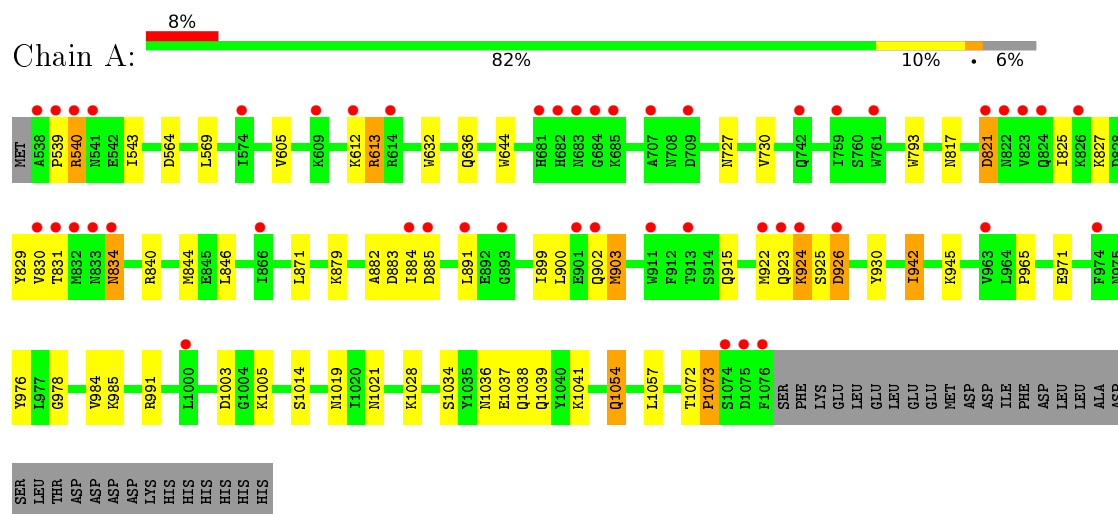 8%
Chain A:
82% 10% • 6%
MET A538 P539 R540 N541 E542 I543 D564 L569 I574 V605 K609 K612 R613 R614 W632 Q636 W644 H681 H682 N683 G684 K685 A707 N708 D709 N727 V730 Q742 I759 S760 W761 W793 N817 D821 N822 V823 Q824 I825 K826 K827 D828
Y829 V830 T831 M832 N833 N834 R840 M844 E845 L846 I866 L871 K879 A882 D883 I884 D885 L891 E892 G893 I899 L900 E901 Q902 M903 W911 F912 T913 S914 Q915 M922 Q923 K924 S925 D926 Y930 I942 K945 V963 L964 P965 E971 F974 N975
Y976 L977 G978 V984 K985 R991 L1000 D1003 G1004 K1005 S1014 N1019 I1020 N1021 K1028 S1034 Y1035 N1036 E1037 Q1038 Q1039 Y1040 K1041 Q1054 L1057 T1072 P1073 S1074 D1075 F1076 SER PHE LYS GLU LEU GLU LEU GLU GLU MET ASP ASP ILE PHE ASP LEU LEU ALA ASP
SER LEU THR ASP ASP ASP ASP LYS HIS HIS HIS HIS HIS HIS